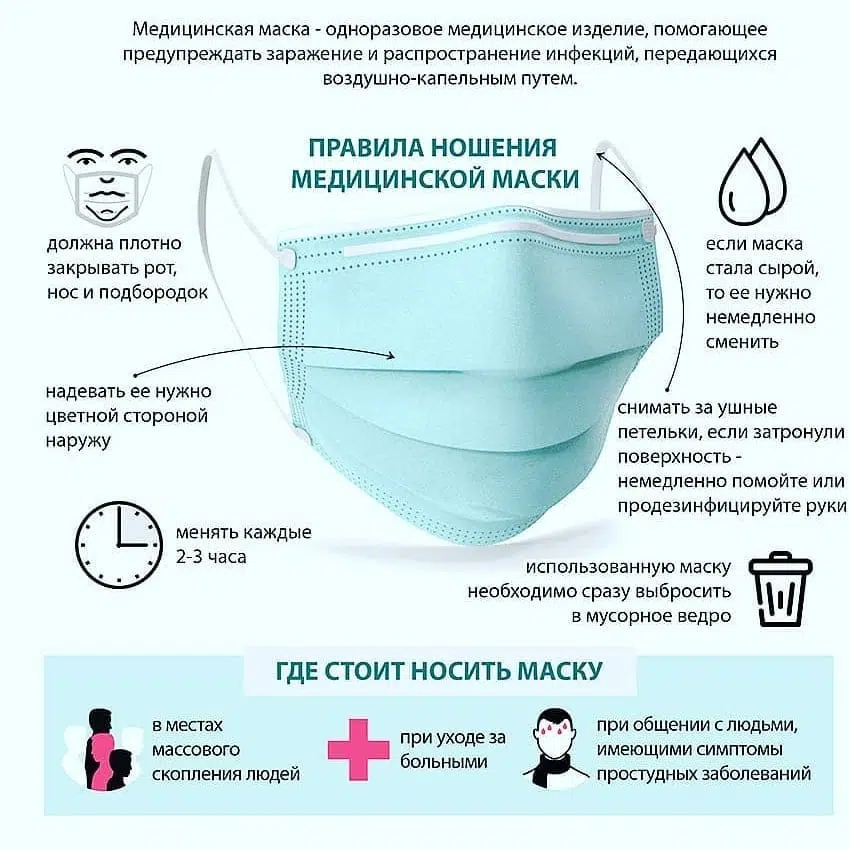 Медицинская маска - одноразовое медицинское изделие, помогающее
предупреждать заражение и распространение инфекций, передающихся
воздушно-капельным путем.
ПРАВИЛА НОШЕНИЯ
МЕДИЦИНСКОЙ МАСКИ
должна плотно
закрывать рот,
нос и подбородок
если маска
стала сырой,
то ее нужно
немедленно
сменить
надевать ее нужно
цветной стороной
наружу
снимать за ушные
петельки, если затронули
поверхность -
немедленно помойте или
продезинфицируйте руки
менять каждые
2-3 часа
использованную маску
необходимо сразу выбросить
в мусорное ведро
ГДЕ СТОИТ НОСИТЬ МАСКУ
в местах
массового
скопления людей
при уходе за
больными
при общении с людьми,
имеющими симптомы
простудных заболеваний